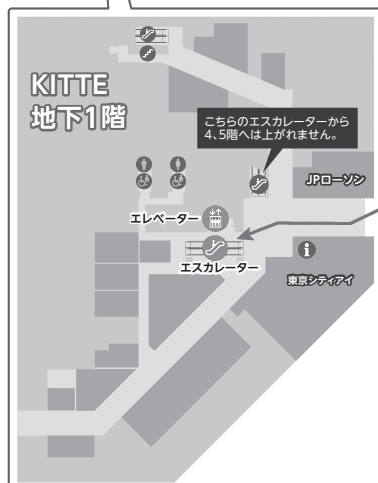 KITTE
地下1階
こちらのエスカレーターから
4、5階へは上がれません。
JPローソン
エレベーター
エスカレーター
i
東京シティアイ